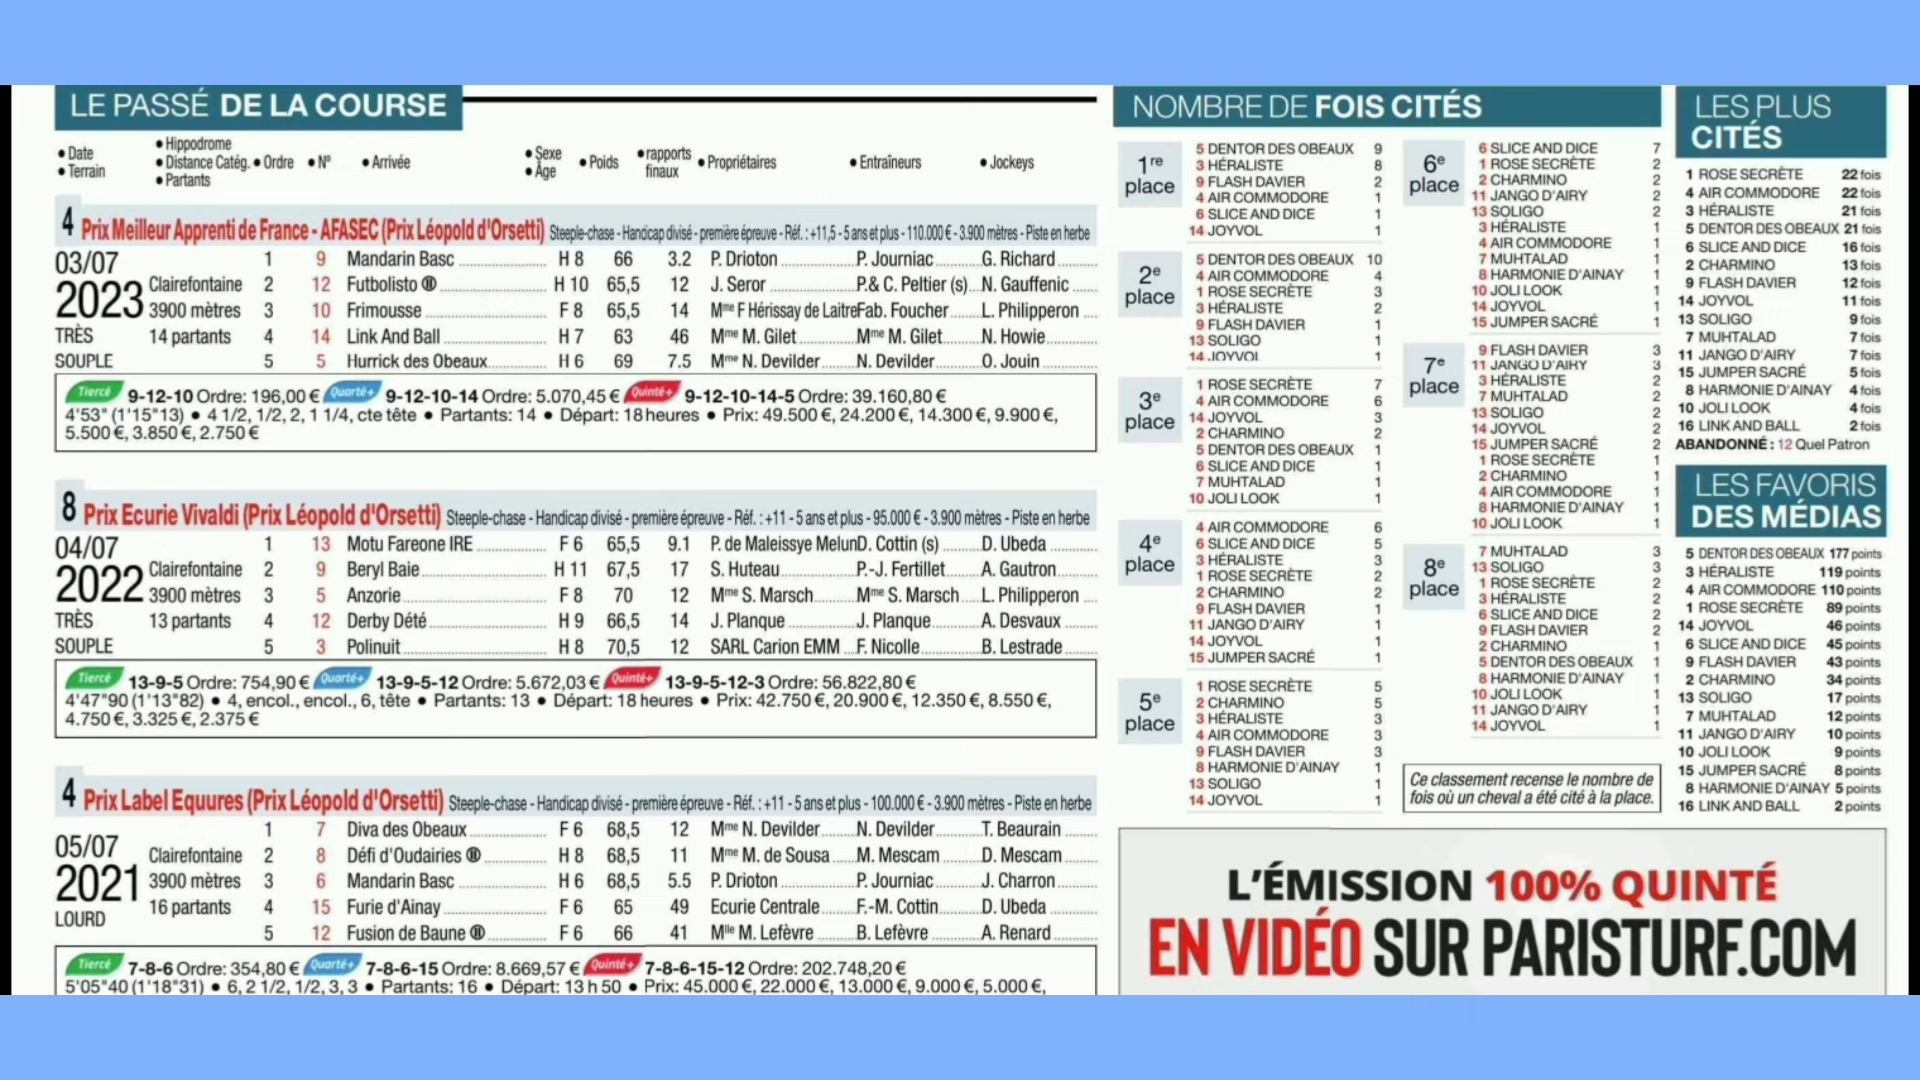 LE PASSÉ DE LA COURSE
• Date
• Terrain
• Hippodrome
• Distance Catég. • Ordre • N° • Arrivée
• Partants
• Sexe
• Âge
• Poids
• rapports
finaux
• Propriétaires
• Entraîneurs
• Jockeys
4 Prix Meilleur Apprenti de France - AFASEC (Prix Léopold d'Orsetti) Steeple-chase - Handicap divisé - première épreuve - Réf. : +11,5 - 5 ans et plus - 110.000 € - 3.900 mètres - Piste en herbe
03/07
2023
TRÈS
SOUPLE
Clairefontaine
3900 mètres
14 partants
1 9 Mandarin Basc H 8 66 3.2 P. Drioton P. Journiac G. Richard
2 12 Futbolisto H 10 65,5 12 J. Seror P.& C. Peltier (s) N. Gauffenic
3 10 Frimousse F 8 65,5 14 Mme F Hérissay de Laitre Fab. Foucher L. Philipperon
4 14 Link And Ball H 7 63 46 Mme M. Gilet Mme M. Gilet N. Howie
5 5 Hurrick des Obeaux H 6 69 7.5 Mme N. Devilder N. Devilder O. Jouin
Tiercé 9-12-10 Ordre: 196,00 € Quarté+ 9-12-10-14 Ordre: 5.070,45 € Quinté+ 9-12-10-14-5 Ordre: 39.160,80 €
4'53" (1'15"13) • 4 1/2, 1/2, 2, 1 1/4, cte tête • Partants: 14 • Départ: 18 heures • Prix: 49.500 €, 24.200 €, 14.300 €, 9.900 €,
5.500 €, 3.850 €, 2.750 €
8 Prix Ecurie Vivaldi (Prix Léopold d'Orsetti) Steeple-chase - Handicap divisé - première épreuve - Réf. : +11 - 5 ans et plus - 95.000 € - 3.900 mètres - Piste en herbe
04/07
2022
TRÈS
SOUPLE
Clairefontaine
3900 mètres
13 partants
1 13 Motu Fareone IRE F 6 65,5 9.1 P. de Maleissye Melun D. Cottin (s) D. Ubeda
2 9 Beryl Baie H 11 67,5 17 S. Huteau P.-J. Fertillet A. Gautron
3 5 Anzorie F 8 70 12 Mme S. Marsch Mme S. Marsch L. Philipperon
4 12 Derby Dété H 9 66,5 14 J. Planque J. Planque A. Desvaux
5 3 Polinuit H 8 70,5 12 SARL Carion EMM F. Nicolle B. Lestrade
Tiercé 13-9-5 Ordre: 754,90 € Quarté+ 13-9-5-12 Ordre: 5.672,03 € Quinté+ 13-9-5-12-3 Ordre: 56.822,80 €
4'47"90 (1'13"82) • 4, encol., encol., 6, tête • Partants: 13 • Départ: 18 heures • Prix: 42.750 €, 20.900 €, 12.350 €, 8.550 €,
4.750 €, 3.325 €, 2.375 €
4 Prix Label Equures (Prix Léopold d'Orsetti) Steeple-chase - Handicap divisé - première épreuve - Réf. : +11 - 5 ans et plus - 100.000 € - 3.900 mètres - Piste en herbe
05/07
2021
LOURD
Clairefontaine
3900 mètres
16 partants
1 7 Diva des Obeaux F 6 68,5 12 Mme N. Devilder N. Devilder T. Beaurain
2 8 Défi d'Oudairies H 8 68,5 11 Mme M. de Sousa M. Mescam D. Mescam
3 6 Mandarin Basc H 6 68,5 5.5 P. Drioton P. Journiac J. Charron
4 15 Furie d'Ainay F 6 65 49 Ecurie Centrale F.-M. Cottin D. Ubeda
5 12 Fusion de Baune F 6 66 41 Mlle M. Lefèvre B. Lefèvre A. Renard
Tiercé 7-8-6 Ordre: 354,80 € Quarté+ 7-8-6-15 Ordre: 8.669,57 € Quinté+ 7-8-6-15-12 Ordre: 202.748,20 €
5'05"40 (1'18"31) • 6, 2 1/2, 1/2, 3, 3 • Partants: 16 • Départ: 13 h 50 • Prix: 45.000 €, 22.000 €, 13.000 €, 9.000 €, 5.000 €,
NOMBRE DE FOIS CITÉS
1re place
5 DENTOR DES OBEAUX 9
3 HÉRALISTE 8
9 FLASH DAVIER 2
4 AIR COMMODORE 1
6 SLICE AND DICE 1
14 JOYVOL 1
2e place
5 DENTOR DES OBEAUX 10
4 AIR COMMODORE 4
1 ROSE SECRÈTE 3
3 HÉRALISTE 2
9 FLASH DAVIER 1
13 SOLIGO 1
14 JOYVOL 1
3e place
1 ROSE SECRÈTE 7
4 AIR COMMODORE 6
14 JOYVOL 3
2 CHARMINO 2
5 DENTOR DES OBEAUX 1
6 SLICE AND DICE 1
7 MUHTALAD 1
10 JOLI LOOK 1
4e place
4 AIR COMMODORE 6
6 SLICE AND DICE 5
3 HÉRALISTE 3
1 ROSE SECRÈTE 2
2 CHARMINO 2
9 FLASH DAVIER 1
11 JANGO D'AIRY 1
14 JOYVOL 1
15 JUMPER SACRÉ 1
5e place
1 ROSE SECRÈTE 5
2 CHARMINO 5
3 HÉRALISTE 3
4 AIR COMMODORE 3
9 FLASH DAVIER 3
8 HARMONIE D'AINAY 1
13 SOLIGO 1
14 JOYVOL 1
6e place
6 SLICE AND DICE 7
1 ROSE SECRÈTE 2
2 CHARMINO 2
11 JANGO D'AIRY 2
13 SOLIGO 2
3 HÉRALISTE 1
4 AIR COMMODORE 1
7 MUHTALAD 1
8 HARMONIE D'AINAY 1
10 JOLI LOOK 1
14 JOYVOL 1
15 JUMPER SACRÉ 1
7e place
9 FLASH DAVIER 3
11 JANGO D'AIRY 3
3 HÉRALISTE 2
7 MUHTALAD 2
13 SOLIGO 2
14 JOYVOL 2
15 JUMPER SACRÉ 2
1 ROSE SECRÈTE 1
2 CHARMINO 1
4 AIR COMMODORE 1
8 HARMONIE D'AINAY 1
10 JOLI LOOK 1
8e place
7 MUHTALAD 3
13 SOLIGO 3
1 ROSE SECRÈTE 2
3 HÉRALISTE 2
6 SLICE AND DICE 2
9 FLASH DAVIER 2
2 CHARMINO 1
5 DENTOR DES OBEAUX 1
8 HARMONIE D'AINAY 1
10 JOLI LOOK 1
11 JANGO D'AIRY 1
14 JOYVOL 1
Ce classement recense le nombre de
fois où un cheval a été cité à la place.
LES PLUS
CITÉS
1 ROSE SECRÈTE 22 fois
4 AIR COMMODORE 22 fois
3 HÉRALISTE 21 fois
5 DENTOR DES OBEAUX 21 fois
6 SLICE AND DICE 16 fois
2 CHARMINO 13 fois
9 FLASH DAVIER 12 fois
14 JOYVOL 11 fois
13 SOLIGO 9 fois
7 MUHTALAD 7 fois
11 JANGO D'AIRY 7 fois
15 JUMPER SACRÉ 5 fois
8 HARMONIE D'AINAY 4 fois
10 JOLI LOOK 4 fois
16 LINK AND BALL 2 fois
ABANDONNÉ : 12 Quel Patron
LES FAVORIS
DES MÉDIAS
5 DENTOR DES OBEAUX 177 points
3 HÉRALISTE 119 points
4 AIR COMMODORE 110 points
1 ROSE SECRÈTE 89 points
14 JOYVOL 46 points
6 SLICE AND DICE 45 points
9 FLASH DAVIER 43 points
2 CHARMINO 34 points
13 SOLIGO 17 points
7 MUHTALAD 12 points
11 JANGO D'AIRY 10 points
10 JOLI LOOK 9 points
15 JUMPER SACRÉ 8 points
8 HARMONIE D'AINAY 5 points
16 LINK AND BALL 2 points
L'ÉMISSION 100% QUINTÉ
EN VIDÉO SUR PARISTURF.COM